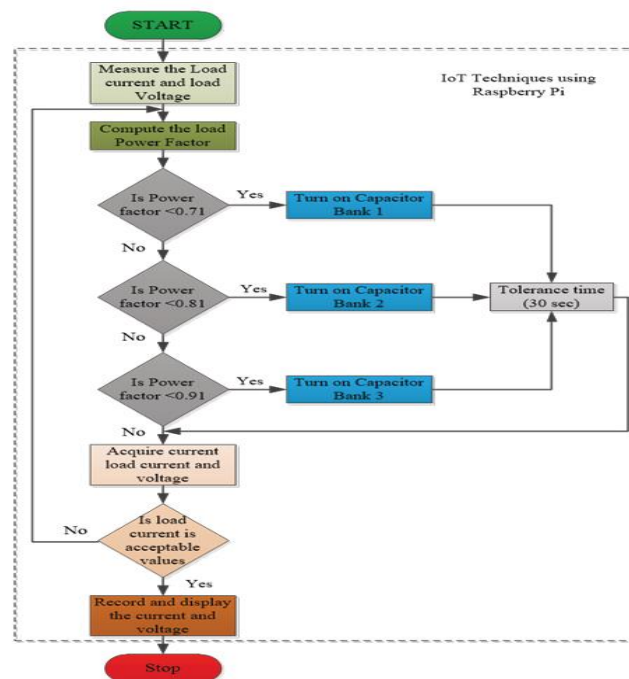 START
Measure the Load
current and load
Voltage
IoT Techniques using
Raspberry Pi
Compute the load
Power Factor
Is Power
factor <0.71
Yes
Turn on Capacitor
Bank 1
No
Is Power
factor <0.81
Yes
Turn on Capacitor
Bank 2
Tolerance time
(30 sec)
No
Is Power
factor <0.91
Yes
Turn on Capacitor
Bank 3
No
Acquire current
load current and
voltage
Is load
current is
acceptable
values
No
Yes
Record and display
the current and
voltage
Stop